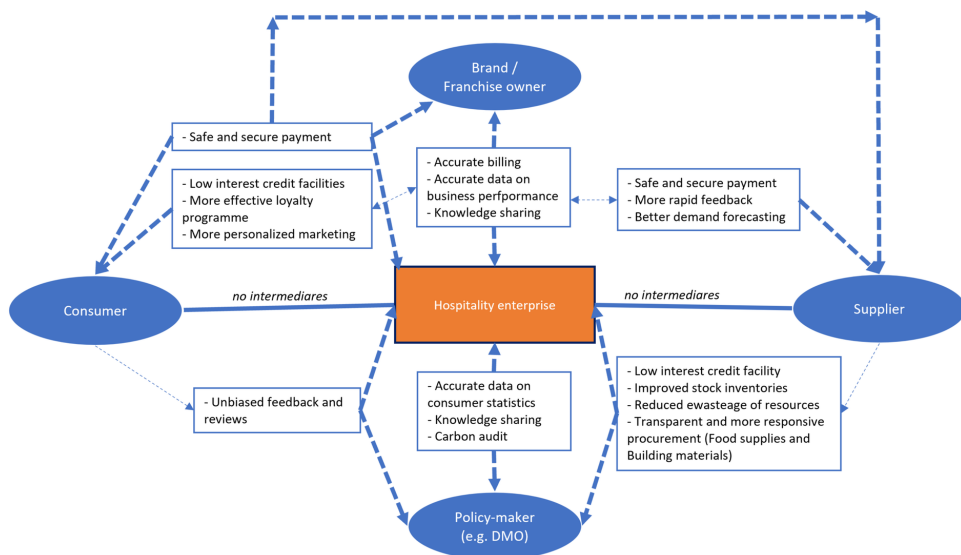 Brand /
Franchise owner
- Safe and secure payment
- Accurate billing
- Accurate data on
business performance
- Knowledge sharing
- Low interest credit facilities
- More effective loyalty
programme
- More personalized marketing
- Safe and secure payment
- More rapid feedback
- Better demand forecasting
Consumer
no intermediares
Hospitality enterprise
no intermediares
Supplier
- Unbiased feedback and
reviews
- Accurate data on
consumer statistics
- Knowledge sharing
- Carbon audit
- Low interest credit facility
- Improved stock inventories
- Reduced ewasteage of resources
- Transparent and more responsive
procurement (Food supplies and
Building materials)
Policy-maker
(e.g. DMO)